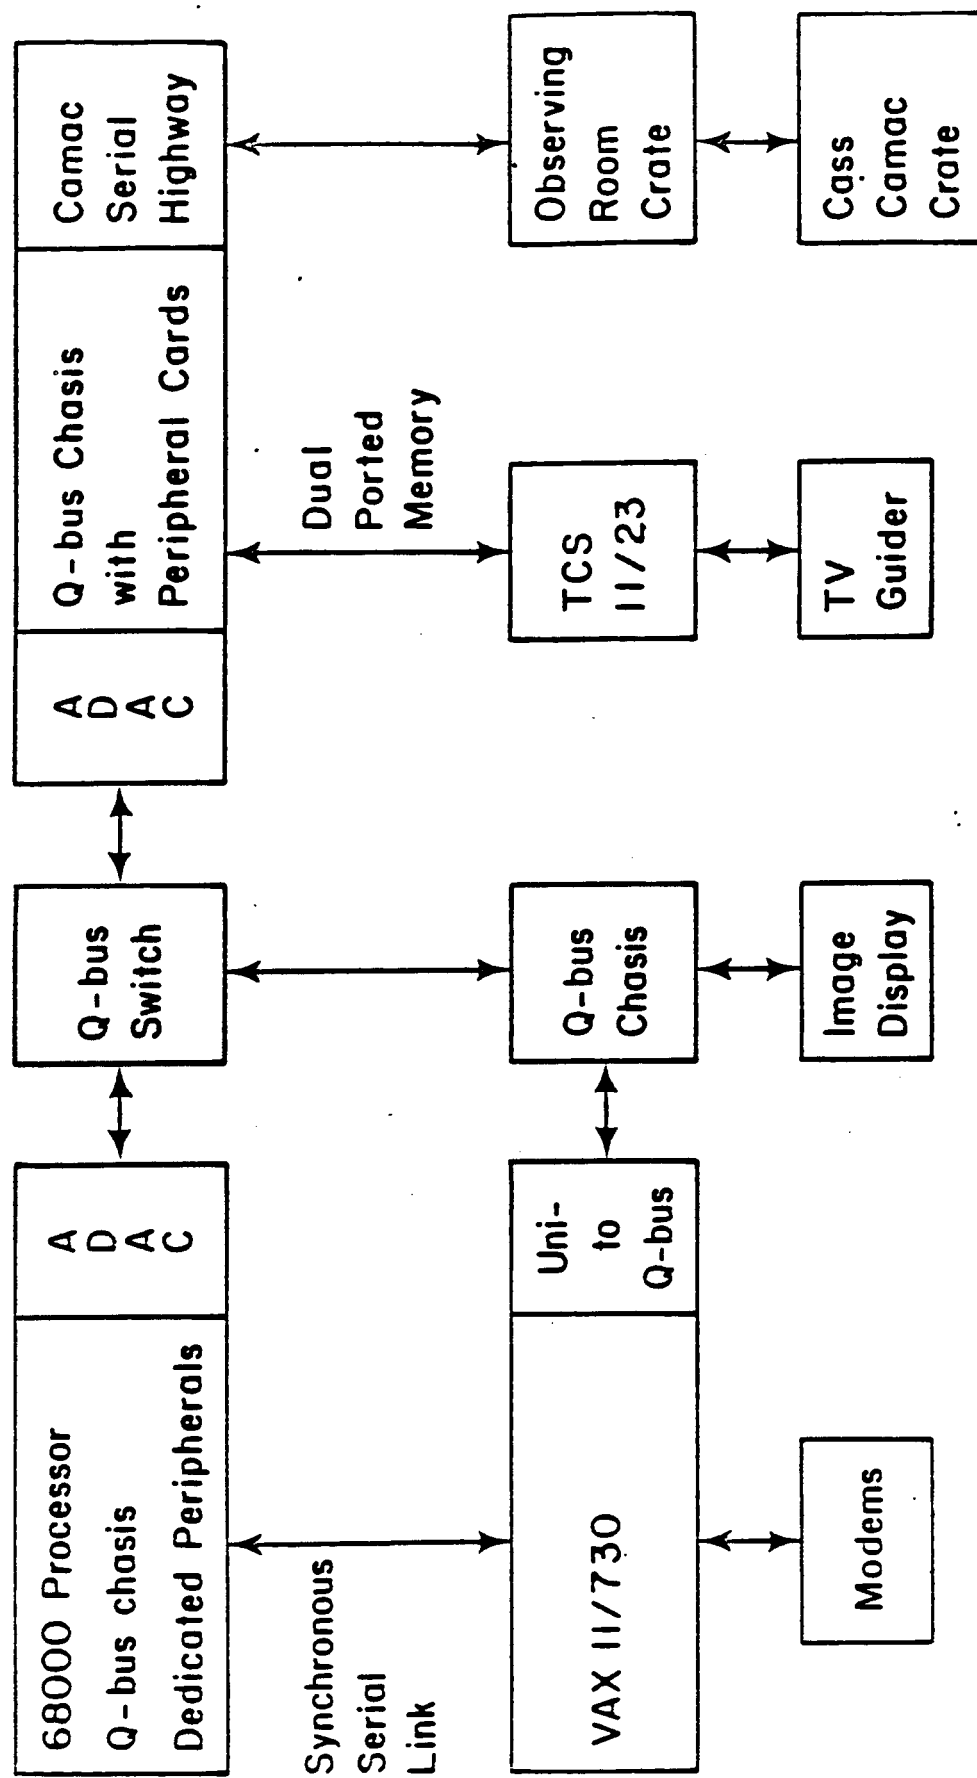 68000 Processor
Q-bus chasis
Dedicated Peripherals
A
D
A
C
Q-bus
Switch
A
D
A
C
Q-bus Chasis
with
Peripheral Cards
Camac
Serial
Highway
Synchronous
Serial
Link
Dual
Ported
Memory
VAX 11/730
Uni-
to
Q-bus
Q-bus
Chasis
TCS
11/23
Observing
Room
Crate
Modems
Image
Display
TV
Guider
Cass
Camac
Crate